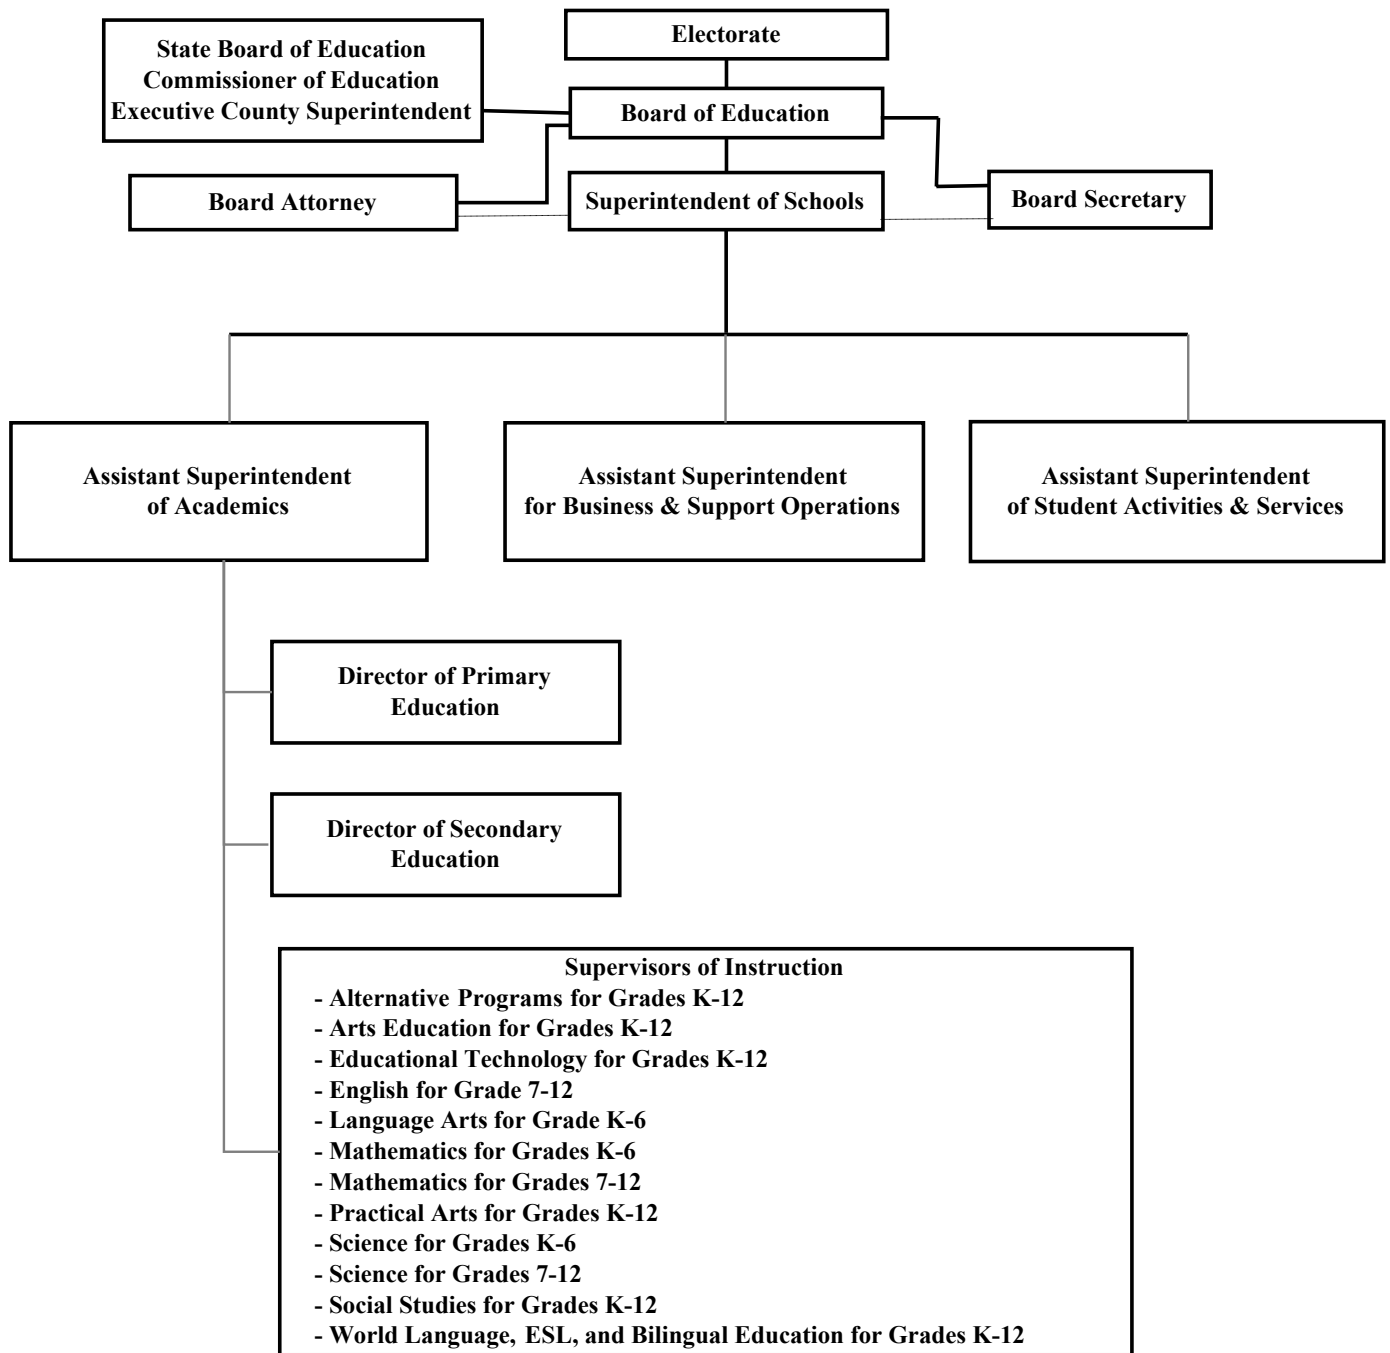 State Board of Education
Commissioner of Education
Executive County Superintendent
Electorate
Board of Education
Board Attorney
Superintendent of Schools
Board Secretary
Assistant Superintendent
of Academics
Assistant Superintendent
for Business & Support Operations
Assistant Superintendent
of Student Activities & Services
Director of Primary
Education
Director of Secondary
Education
Supervisors of Instruction
- Alternative Programs for Grades K-12
- Arts Education for Grades K-12
- Educational Technology for Grades K-12
- English for Grade 7-12
- Language Arts for Grade K-6
- Mathematics for Grades K-6
- Mathematics for Grades 7-12
- Practical Arts for Grades K-12
- Science for Grades K-6
- Science for Grades 7-12
- Social Studies for Grades K-12
- World Language, ESL, and Bilingual Education for Grades K-12